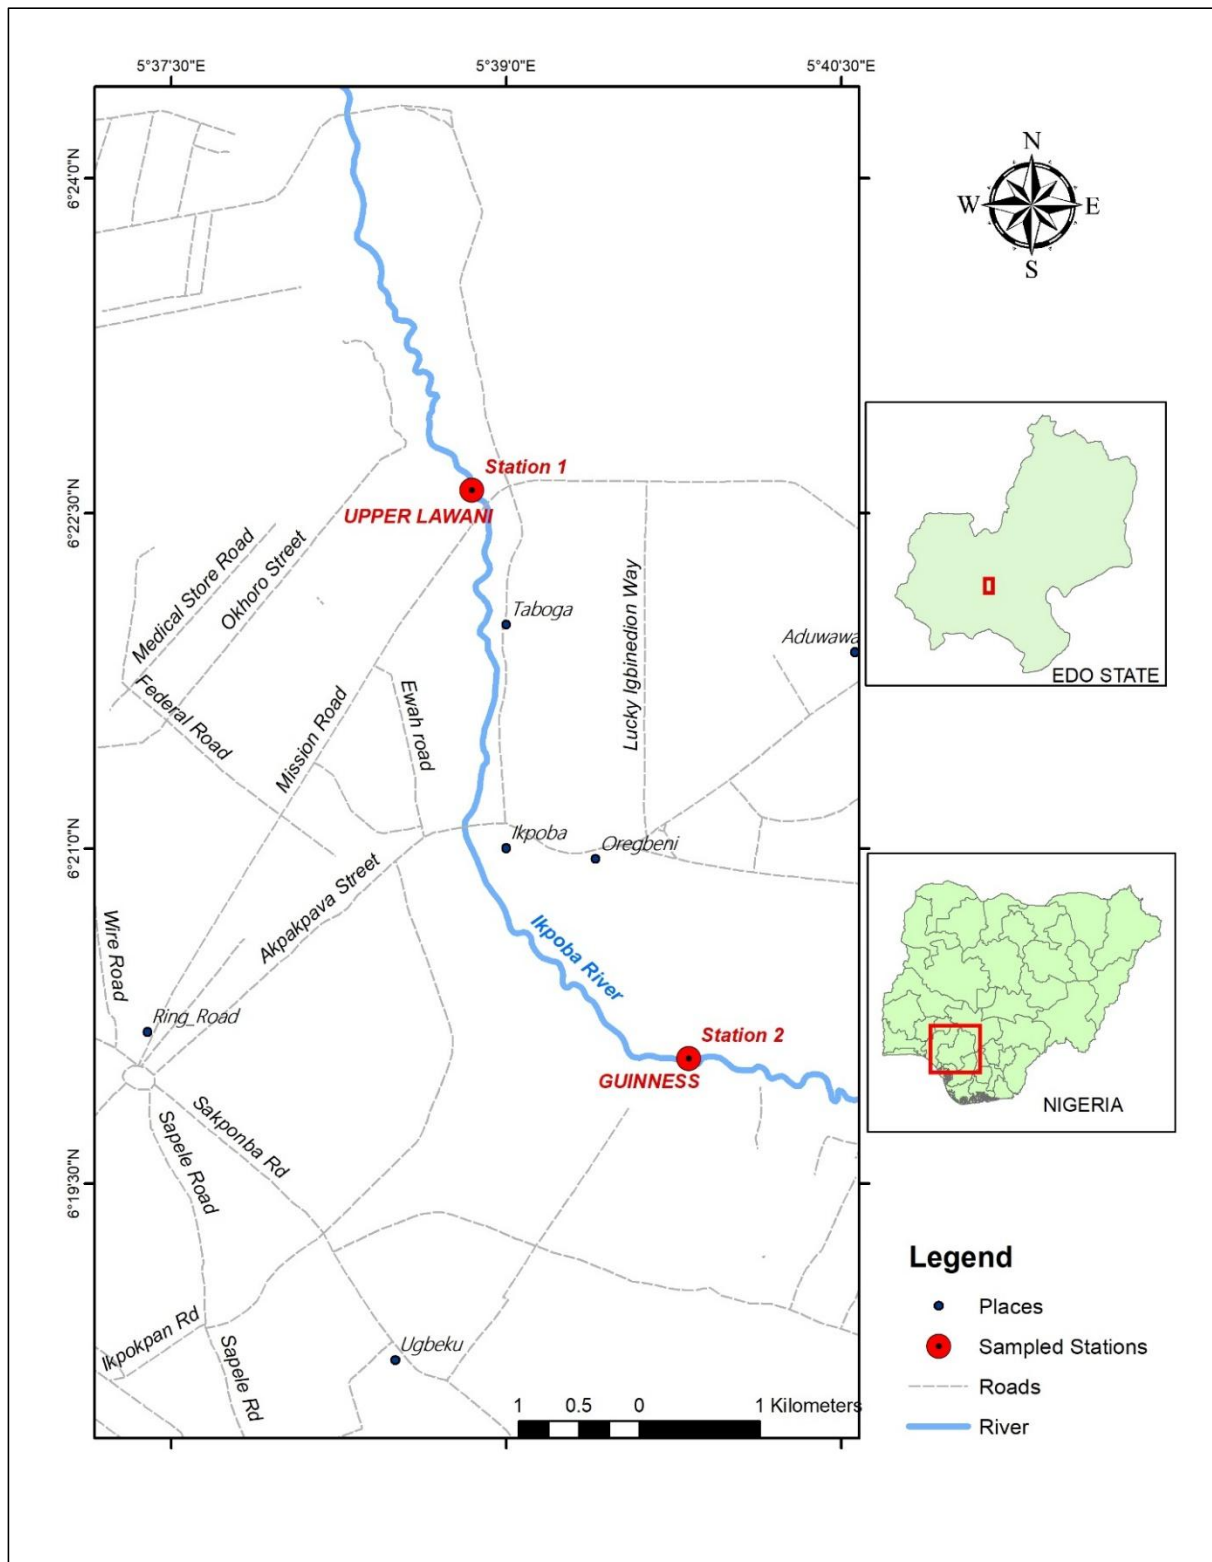 5°37'30"E
5°39'0"E
5°40'30"E
6°24'0"N
6°22'30"N
6°21'0"N
6°19'30"N
N
W
E
S
Station 1
UPPER LAWANI
Medical Store Road
Okhoro Street
Federal Road
Mission Road
Ewah road
Taboga
Lucky Igbinedion Way
Aduwawa
Ikpoba
Oregbeni
Akpakpava Street
Wire Road
Ring_Road
Ikpoba River
Station 2
GUINNESS
Sakponba Rd
Sapele Road
Ikpokpan Rd
Sapele Rd
Ugbeku
1 0.5 0 1 Kilometers
EDO STATE
NIGERIA
Legend
Places
Sampled Stations
Roads
River